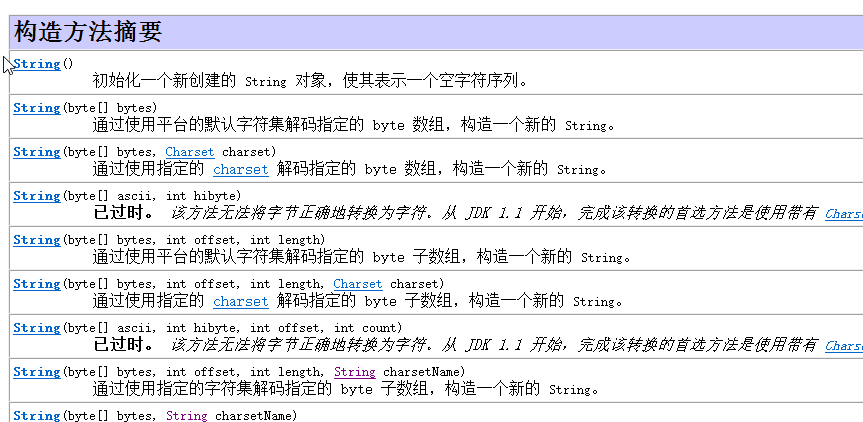 构造方法摘要
String()
初始化一个新创建的 String 对象，使其表示一个空字符序列。
String(byte[] bytes)
通过使用平台的默认字符集解码指定的 byte 数组，构造一个新的 String。
String(byte[] bytes, Charset charset)
通过使用指定的 charset 解码指定的 byte 数组，构造一个新的 String。
String(byte[] ascii, int hibyte)
已过时。 该方法无法将字节正确地转换为字符。从 JDK 1.1 开始，完成该转换的首选方法是使用带有 Charse
String(byte[] bytes, int offset, int length)
通过使用平台的默认字符集解码指定的 byte 子数组，构造一个新的 String。
String(byte[] bytes, int offset, int length, Charset charset)
通过使用指定的 charset 解码指定的 byte 子数组，构造一个新的 String。
String(byte[] ascii, int hibyte, int offset, int count)
已过时。 该方法无法将字节正确地转换为字符。从 JDK 1.1 开始，完成该转换的首选方法是使用带有 Charse
String(byte[] bytes, int offset, int length, String charsetName)
通过使用指定的字符集解码指定的 byte 子数组，构造一个新的 String。
String(byte[] bytes, String charsetName)